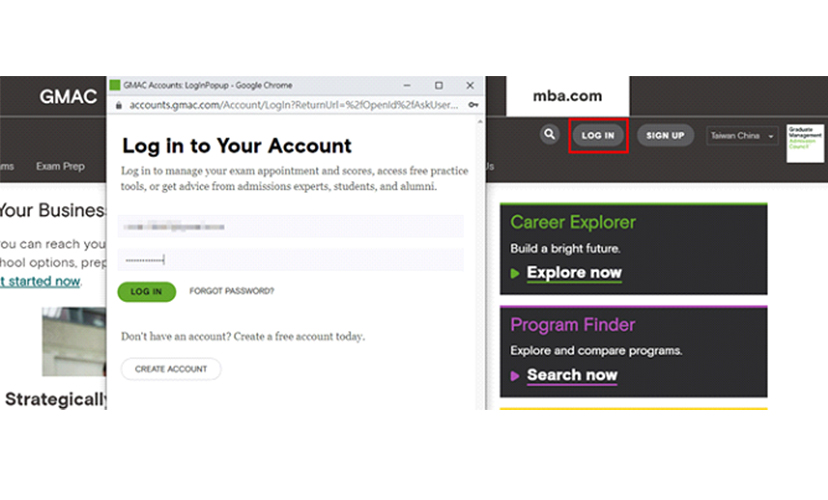 GMAC
GMAC Accounts: LogInPopup - Google Chrome
accounts.gmac.com/Account/LogIn?ReturnUrl=%2fOpenId%2fAskUser...
mba.com
LOG IN
SIGN UP
Taiwan China
Graduate
Management
Admission
Council
ms
Exam Prep
Us
Log in to Your Account
Log in to manage your exam appointment and scores, access free practice
tools, or get advice from admissions experts, students, and alumni.
LOG IN
FORGOT PASSWORD?
Don't have an account? Create a free account today.
CREATE ACCOUNT
Your Busines
ou can reach you
hool options, prep
t started now.
Strategically
Career Explorer
Build a bright future.
Explore now
Program Finder
Explore and compare programs.
Search now